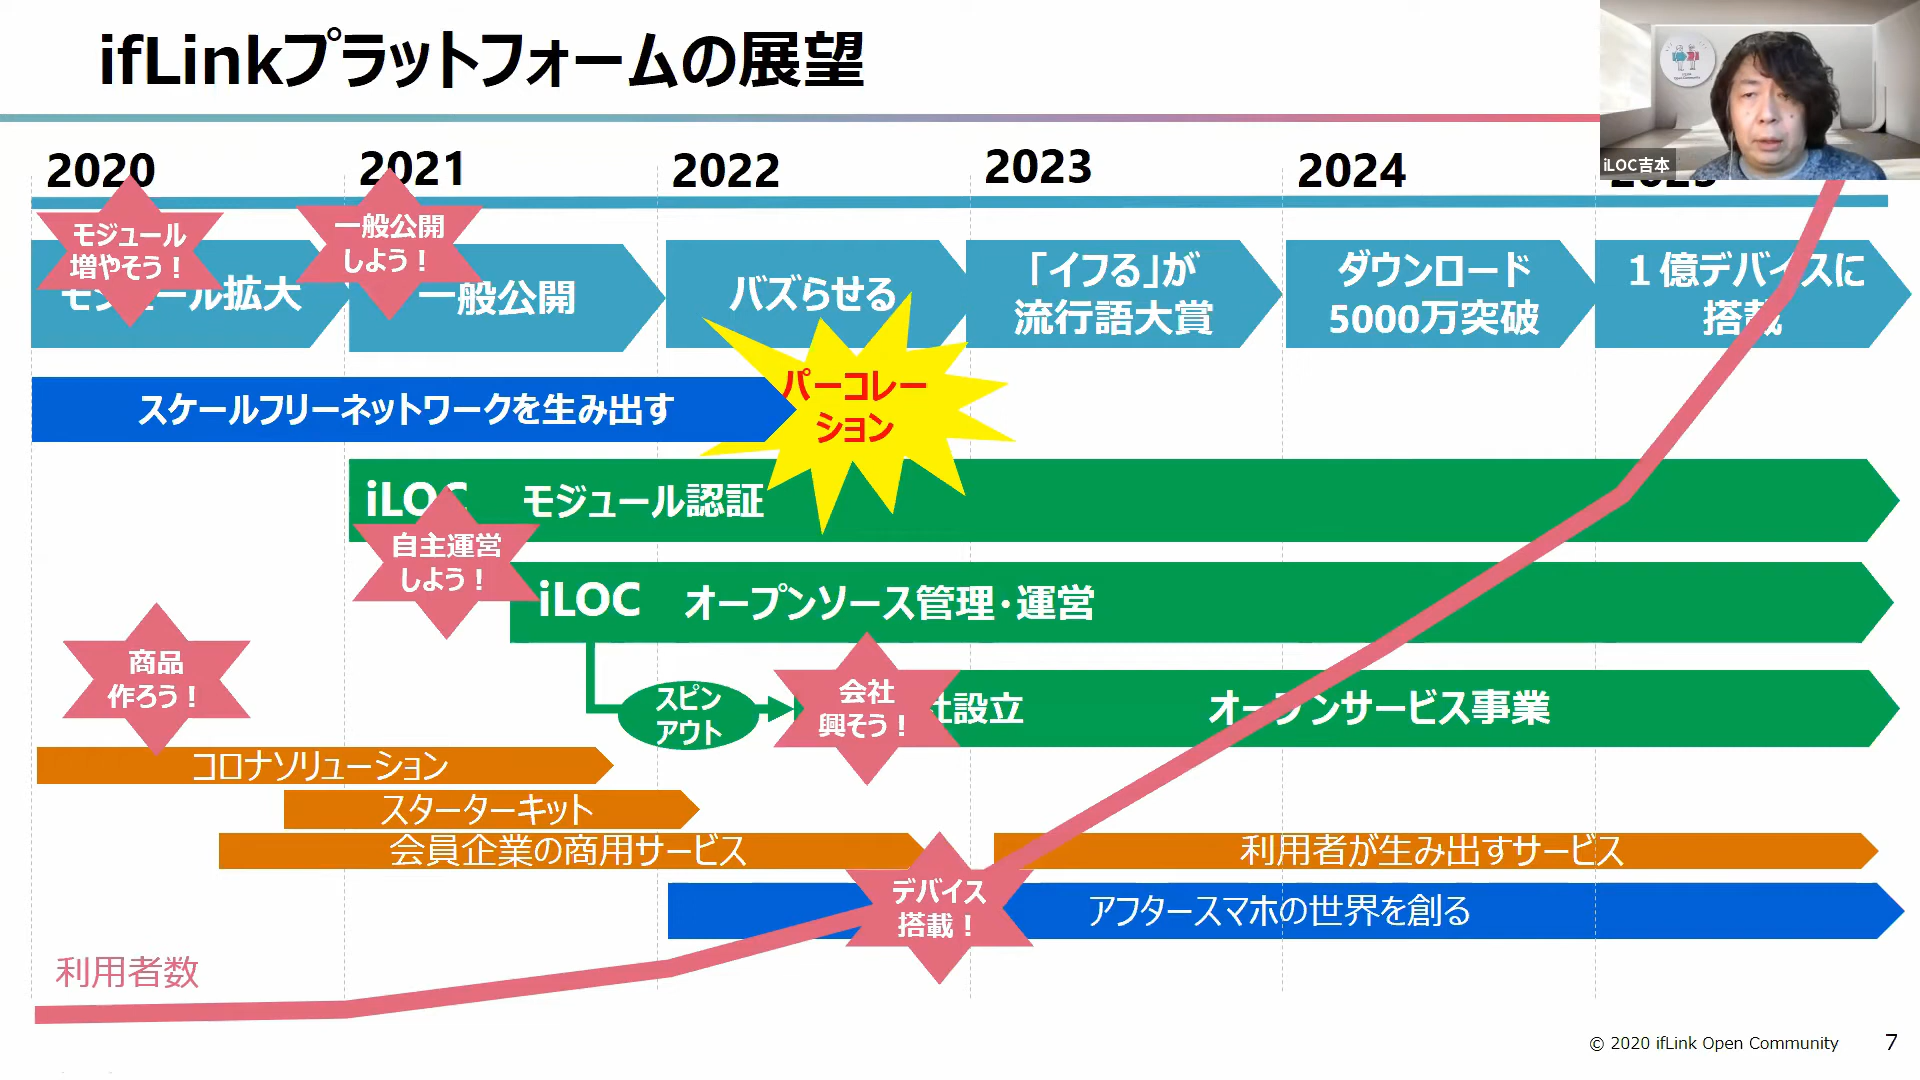 ifLinkプラットフォームの展望
iLOC吉本
2020
2021
2022
2023
2024
モジュール
増やそう！
一般公開
しよう！
モジュール拡大
一般公開
バズらせる
「イフる」が
流行語大賞
ダウンロード
5000万突破
１億デバイスに
搭載
スケールフリーネットワークを生み出す
パーコレー
ション
iLOC モジュール認証
自主運営
しよう！
iLOC オープンソース管理・運営
商品
作ろう！
スピン
アウト
会社
興そう！
社設立 オープンサービス事業
コロナソリューション
スターターキット
会員企業の商用サービス
利用者が生み出すサービス
デバイス
搭載！
アフタースマホの世界を創る
利用者数
© 2020 ifLink Open Community 7